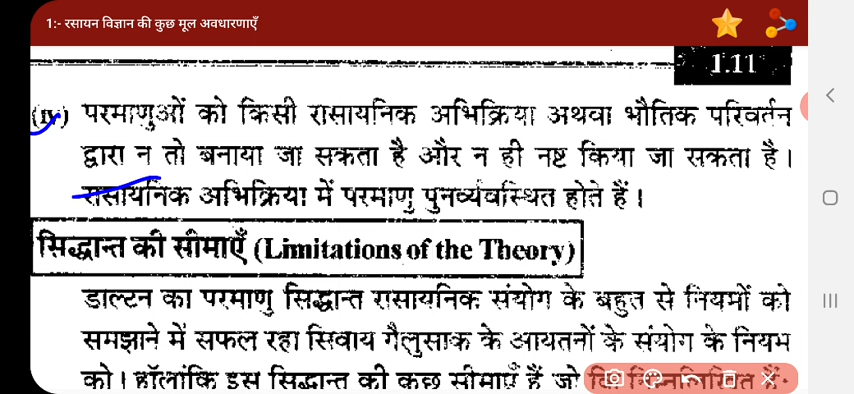 1:- रसायन विज्ञान की कुछ मूल अवधारणाएँ
1.11
(iv) परमाणुओं को किसी रासायनिक अभिक्रिया अथवा भौतिक परिवर्तन
द्वारा न तो बनाया जा सकता है और न ही नष्ट किया जा सकता है।
रासायनिक अभिक्रिया में परमाणु पुनर्व्यवस्थित होते हैं।
सिद्धान्त की सीमाएँ (Limitations of the Theory)
डाल्टन का परमाणु सिद्धान्त रासायनिक संयोग के बहुत से नियमों को
समझाने में सफल रहा सिवाय गैलुसाक के आयतनों के संयोग के नियम
को। हॉलांकि इस सिद्धान्त की कुछ सीमाएँ हैं जो